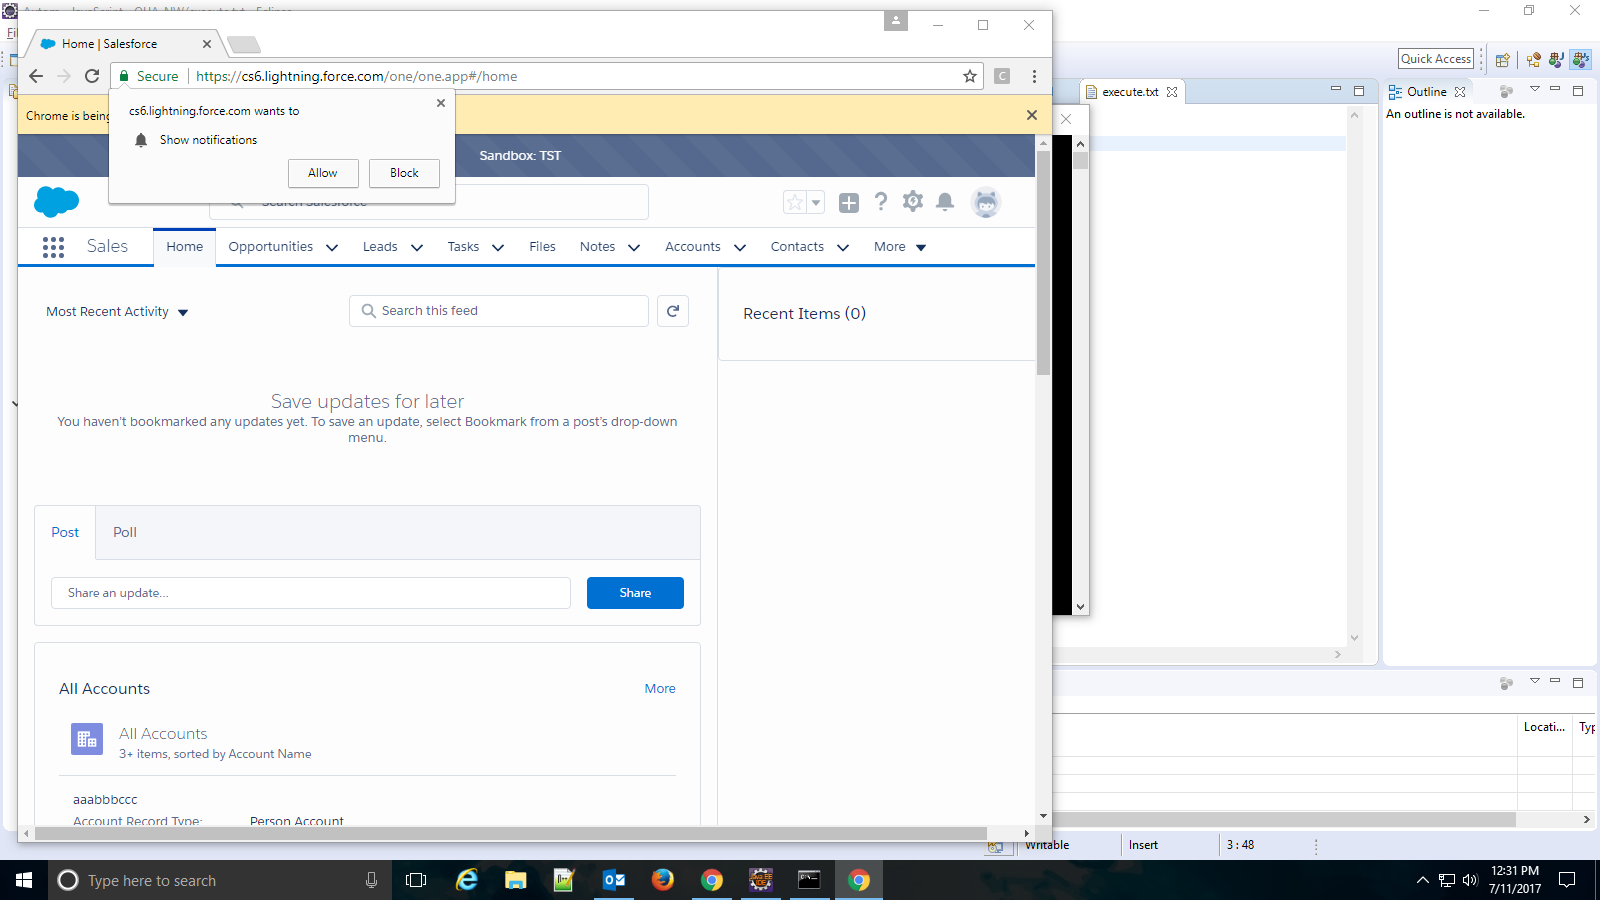 Home | Salesforce
Secure
https://cs6.lightning.force.com/one/one.app#/home
C
Chrome is being
cs6.lightning.force.com wants to
Show notifications
Allow
Block
Sandbox: TST
Search Salesforce
Sales
Home
Opportunities
Leads
Tasks
Files
Notes
Accounts
Contacts
More
Most Recent Activity
Search this feed
Recent Items (0)
Save updates for later
You haven't bookmarked any updates yet. To save an update, select Bookmark from a post's drop-down
menu.
Post
Poll
Share an update...
Share
All Accounts
More
All Accounts
3+ items, sorted by Account Name
aaabbbccc
Account Record Type:
Person Account
Quick Access
execute.txt
Outline
An outline is not available.
Locati...
Typ
Writable
Insert
3 : 48
Type here to search
12:31 PM
7/11/2017